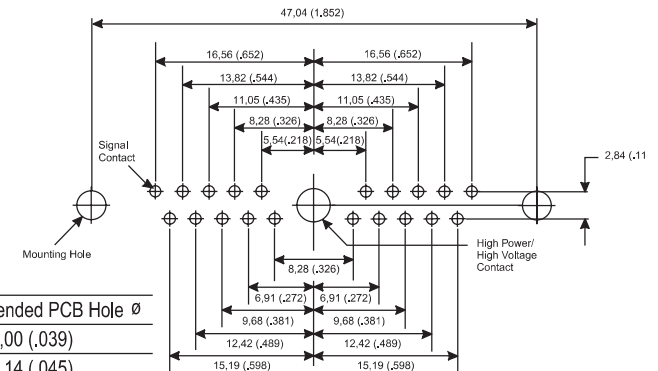 47,04 (1.852)
16,56 (.652) 16,56 (.652)
13,82 (.544) 13,82 (.544)
11,05 (.435) 11,05 (.435)
8,28 (.326) 8,28 (.326)
5,54(.218) 5,54(.218)
Signal
Contact
2,84 (.11
Mounting Hole
High Power/
High Voltage
Contact
8,28 (.326)
6,91 (.272) 6,91 (.272)
9,68 (.381) 9,68 (.381)
12,42 (.489) 12,42 (.489)
15,19 (.598) 15,19 (.598)
ended PCB Hole ø
,00 (.039)
,14 (.045)